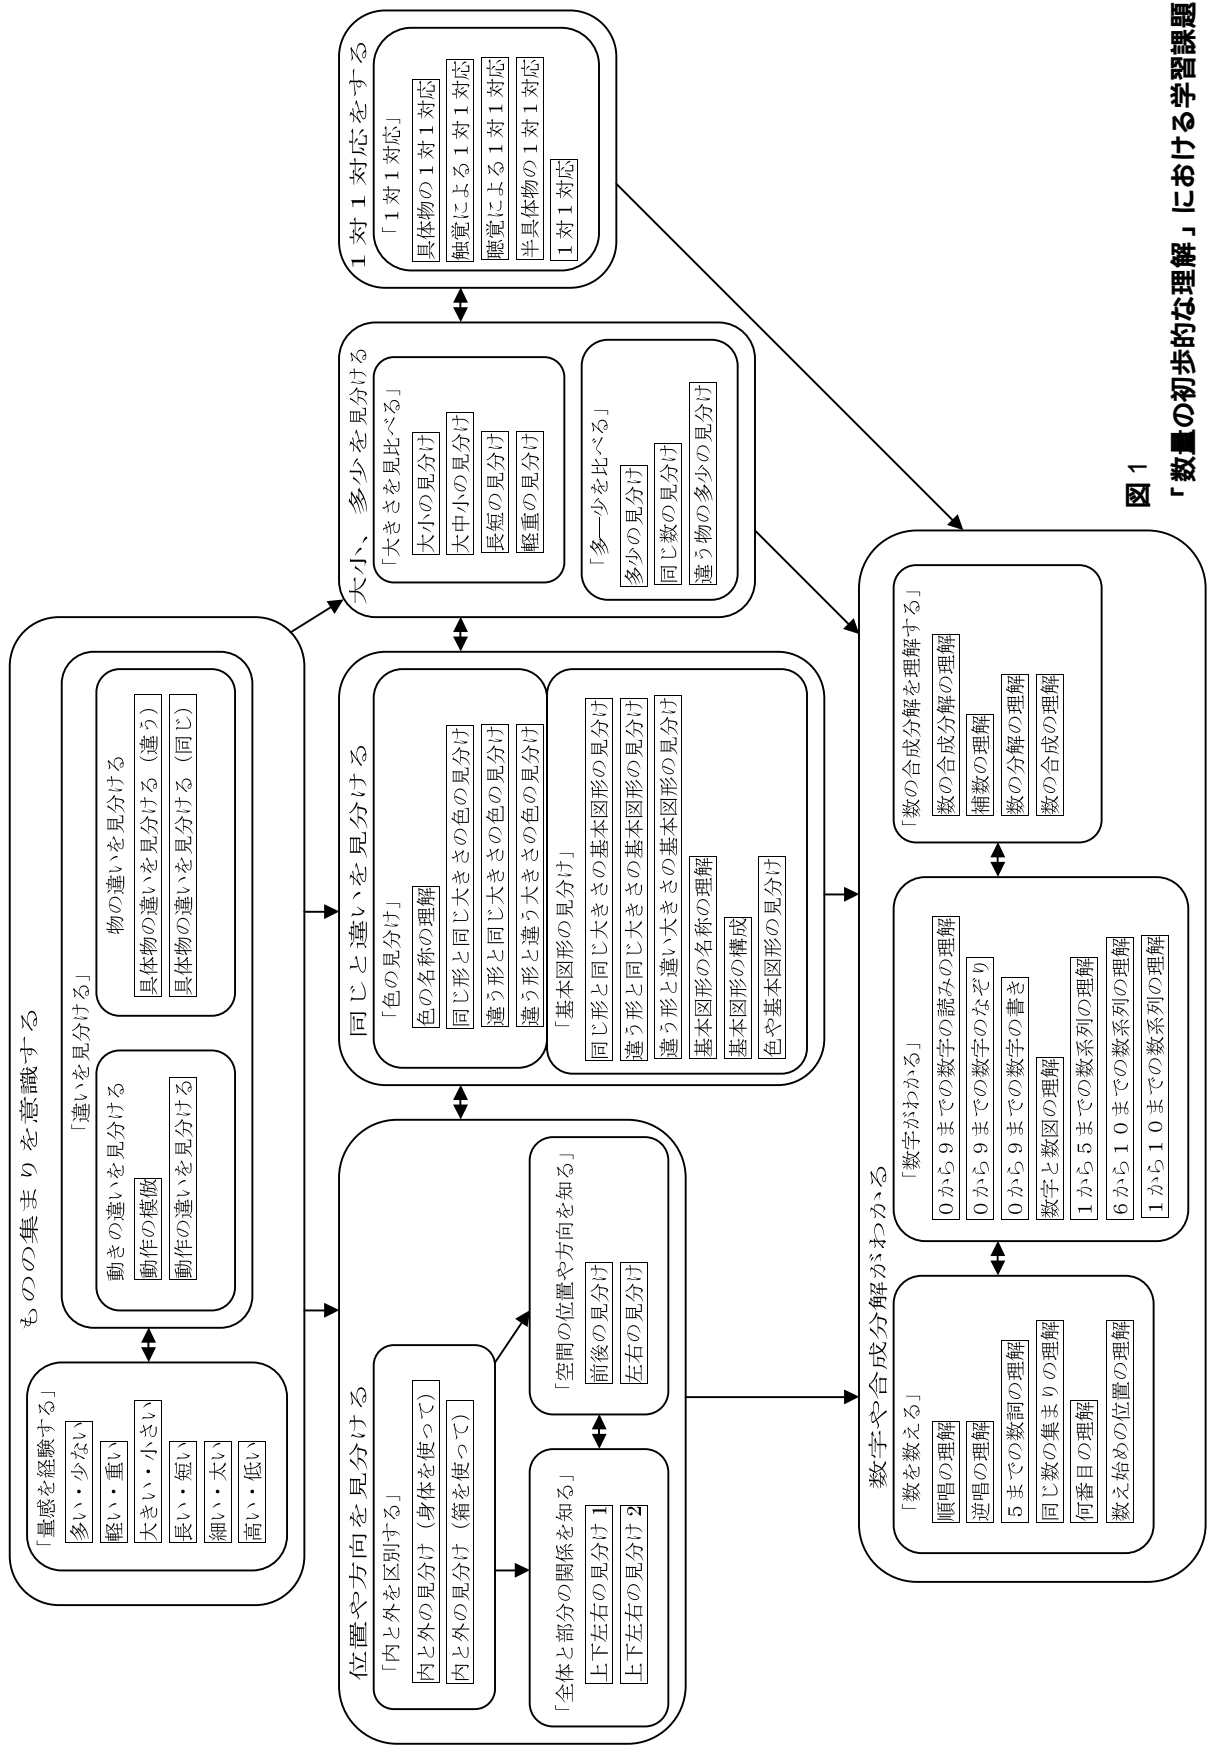 ものの集まりを意識する
「量感を経験する」
多い・少ない
軽い・重い
大きい・小さい
長い・短い
細い・太い
高い・低い
「違いを見分ける」
動きの違いを見分ける
動作の模倣
動作の違いを見分ける
物の違いを見分ける
具体物の違いを見分ける（違う）
具体物の違いを見分ける（同じ）
位置や方向を見分ける
「内と外を区別する」
内と外の見分け（身体を使って）
内と外の見分け（箱を使って）
「全体と部分の関係を知る」
上下左右の見分け１
上下左右の見分け２
「空間の位置や方向を知る」
前後の見分け
左右の見分け
同じと違いを見分ける
「色の見分け」
色の名称の理解
同じ形と同じ大きさの色の見分け
違う形と同じ大きさの色の見分け
違う形と違う大きさの色の見分け
「基本図形の見分け」
同じ形と同じ大きさの基本図形の見分け
違う形と同じ大きさの基本図形の見分け
違う形と違い大きさの基本図形の見分け
基本図形の名称の理解
基本図形の構成
色や基本図形の見分け
大小、多少を見分ける
「大きさを見比べる」
大小の見分け
大中小の見分け
長短の見分け
軽重の見分け
「多―少を比べる」
多少の見分け
同じ数の見分け
違う物の多少の見分け
１対１対応をする
「１対１対応」
具体物の１対１対応
触覚による１対１対応
聴覚による１対１対応
半具体物の１対１対応
１対１対応
数字や合成分解がわかる
「数を数える」
順唱の理解
逆唱の理解
５までの数詞の理解
同じ数の集まりの理解
何番目の理解
数え始めの位置の理解
「数字がわかる」
０から９までの数字の読みの理解
０から９までの数字のなぞり
０から９までの数字の書き
数字と数図の理解
１から５までの数系列の理解
６から１０までの数系列の理解
１から１０までの数系列の理解
「数の合成分解を理解する」
数の合成分解の理解
補数の理解
数の分解の理解
数の合成の理解
図１
「数量の初歩的な理解」における学習課題